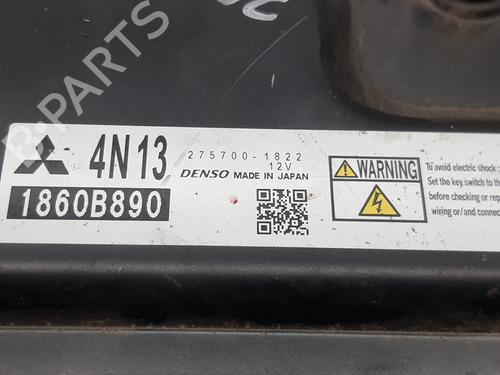 B-PARTS
4N13
275700-1822
12V
DENSO MADE IN JAPAN
1860B890
WARNING
To avoid electric shock :
Set the key switch to the
before checking or rep
wiring or/and connec